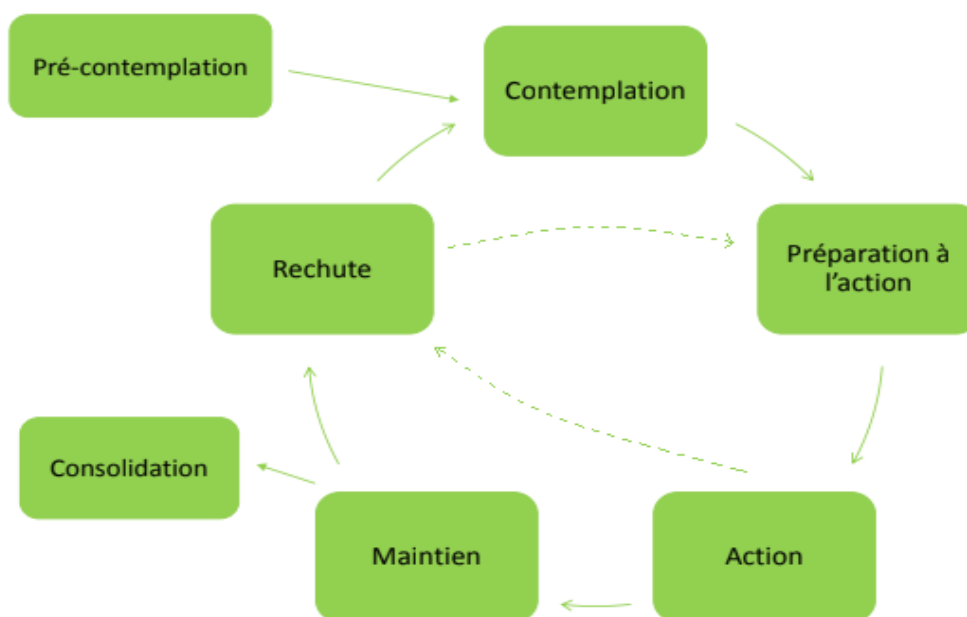 Pré-contemplation
Contemplation
Rechute
Préparation à
l’action
Consolidation
Maintien
Action